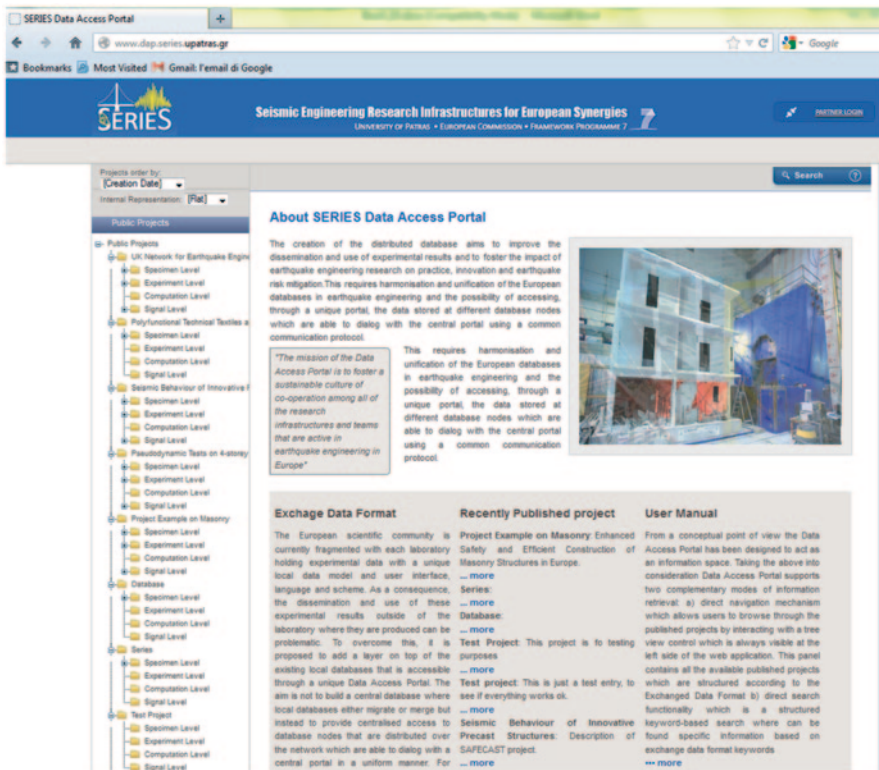 SERIES Data Access Portal
www.dap.series.upatras.gr
Google
Bookmarks
Most Visited
Gmail: l'email di Google
SERIES
Seismic Engineering Research Infrastructures for European Synergies
University of Patras • European Commission • Framework Programme 7
PARTNER LOGIN
Projects order by:
[Creation Date]
Internal Representation: [Flat]
Search
Public Projects
Public Projects
UK Network for Earthquake Engine
Specimen Level
Experiment Level
Computation Level
Signal Level
Polyfunctional Technical Textiles a
Specimen Level
Experiment Level
Computation Level
Signal Level
Seismic Behaviour of Innovative
Specimen Level
Experiment Level
Computation Level
Signal Level
Pseudodynamic Tests on 4-storey
Specimen Level
Experiment Level
Computation Level
Signal Level
Project Example on Masonry
Specimen Level
Experiment Level
Computation Level
Signal Level
Database
Specimen Level
Experiment Level
Computation Level
Signal Level
Series
Specimen Level
Experiment Level
Computation Level
Signal Level
Test Project
Specimen Level
Experiment Level
Computation Level
Signal Level
About SERIES Data Access Portal
The creation of the distributed database aims to improve the
dissemination and use of experimental results and to foster the impact of
earthquake engineering research on practice, innovation and earthquake
risk mitigation.This requires harmonisation and unification of the European
databases in earthquake engineering and the possibility of accessing,
through a unique portal, the data stored at different database nodes
which are able to dialog with the central portal using a common
communication protocol.
"The mission of the Data
Access Portal is to foster a
sustainable culture of
co-operation among all of
the research
infrastructures and teams
that are active in
earthquake engineering in
Europe"
This requires harmonisation and
unification of the European databases
in earthquake engineering and the
possibility of accessing, through a
unique portal, the data stored at
different database nodes which are
able to dialog with the central portal
using a common communication
protocol.
Exchage Data Format
The European scientific community is
currently fragmented with each laboratory
holding experimental data with a unique
local data model and user interface,
language and scheme. As a consequence,
the dissemination and use of these
experimental results outside of the
laboratory where they are produced can be
problematic. To overcome this, it is
proposed to add a layer on top of the
existing local databases that is accessible
through a unique Data Access Portal. The
aim is not to build a central database where
local databases either migrate or merge but
instead to provide centralised access to
database nodes that are distributed over
the network which are able to dialog with a
central portal in a uniform manner. For
Recently Published project
Project Example on Masonry: Enhanced
Safety and Efficient Construction of
Masonry Structures in Europe.
... more
Series:
... more
Database:
... more
Test Project: This project is fo testing
purposes
... more
Test project: This is just a test entry, to
see if everything works ok.
... more
Seismic Behaviour of Innovative
Precast Structures: Description of
SAFECAST project.
... more
User Manual
From a conceptual point of view the Data
Access Portal has been designed to act as
an information space. Taking the above into
consideration Data Access Portal supports
two complementary modes of information
retrieval: a) direct navigation mechanism
which allows users to browse through the
published projects by interacting with a tree
view control which is always visible at the
left side of the web application. This panel
contains all the available published projects
which are structured according to the
Exchanged Data Format b) direct search
functionality which is a structured
keyword-based search where can be
found specific information based on
exchange data format keywords
... more